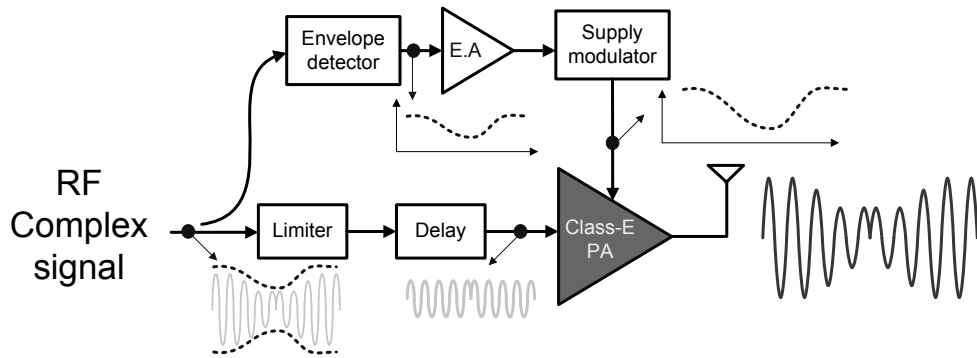 Envelope
detector
E.A
Supply
modulator
RF
Complex
signal
Limiter
Delay
Class-E
PA